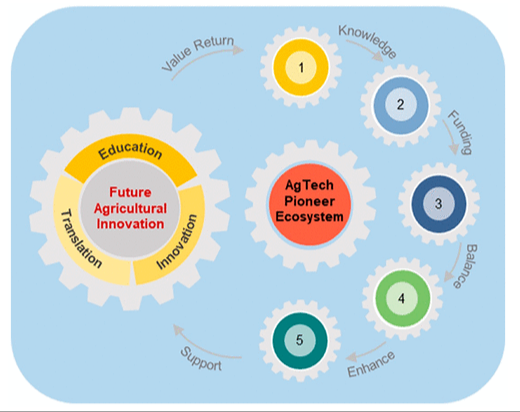 Value Return
Knowledge
Funding
Balance
Enhance
Support
Education
Translation
Innovation
Future
Agricultural
Innovation
AgTech
Pioneer
Ecosystem
1
2
3
4
5